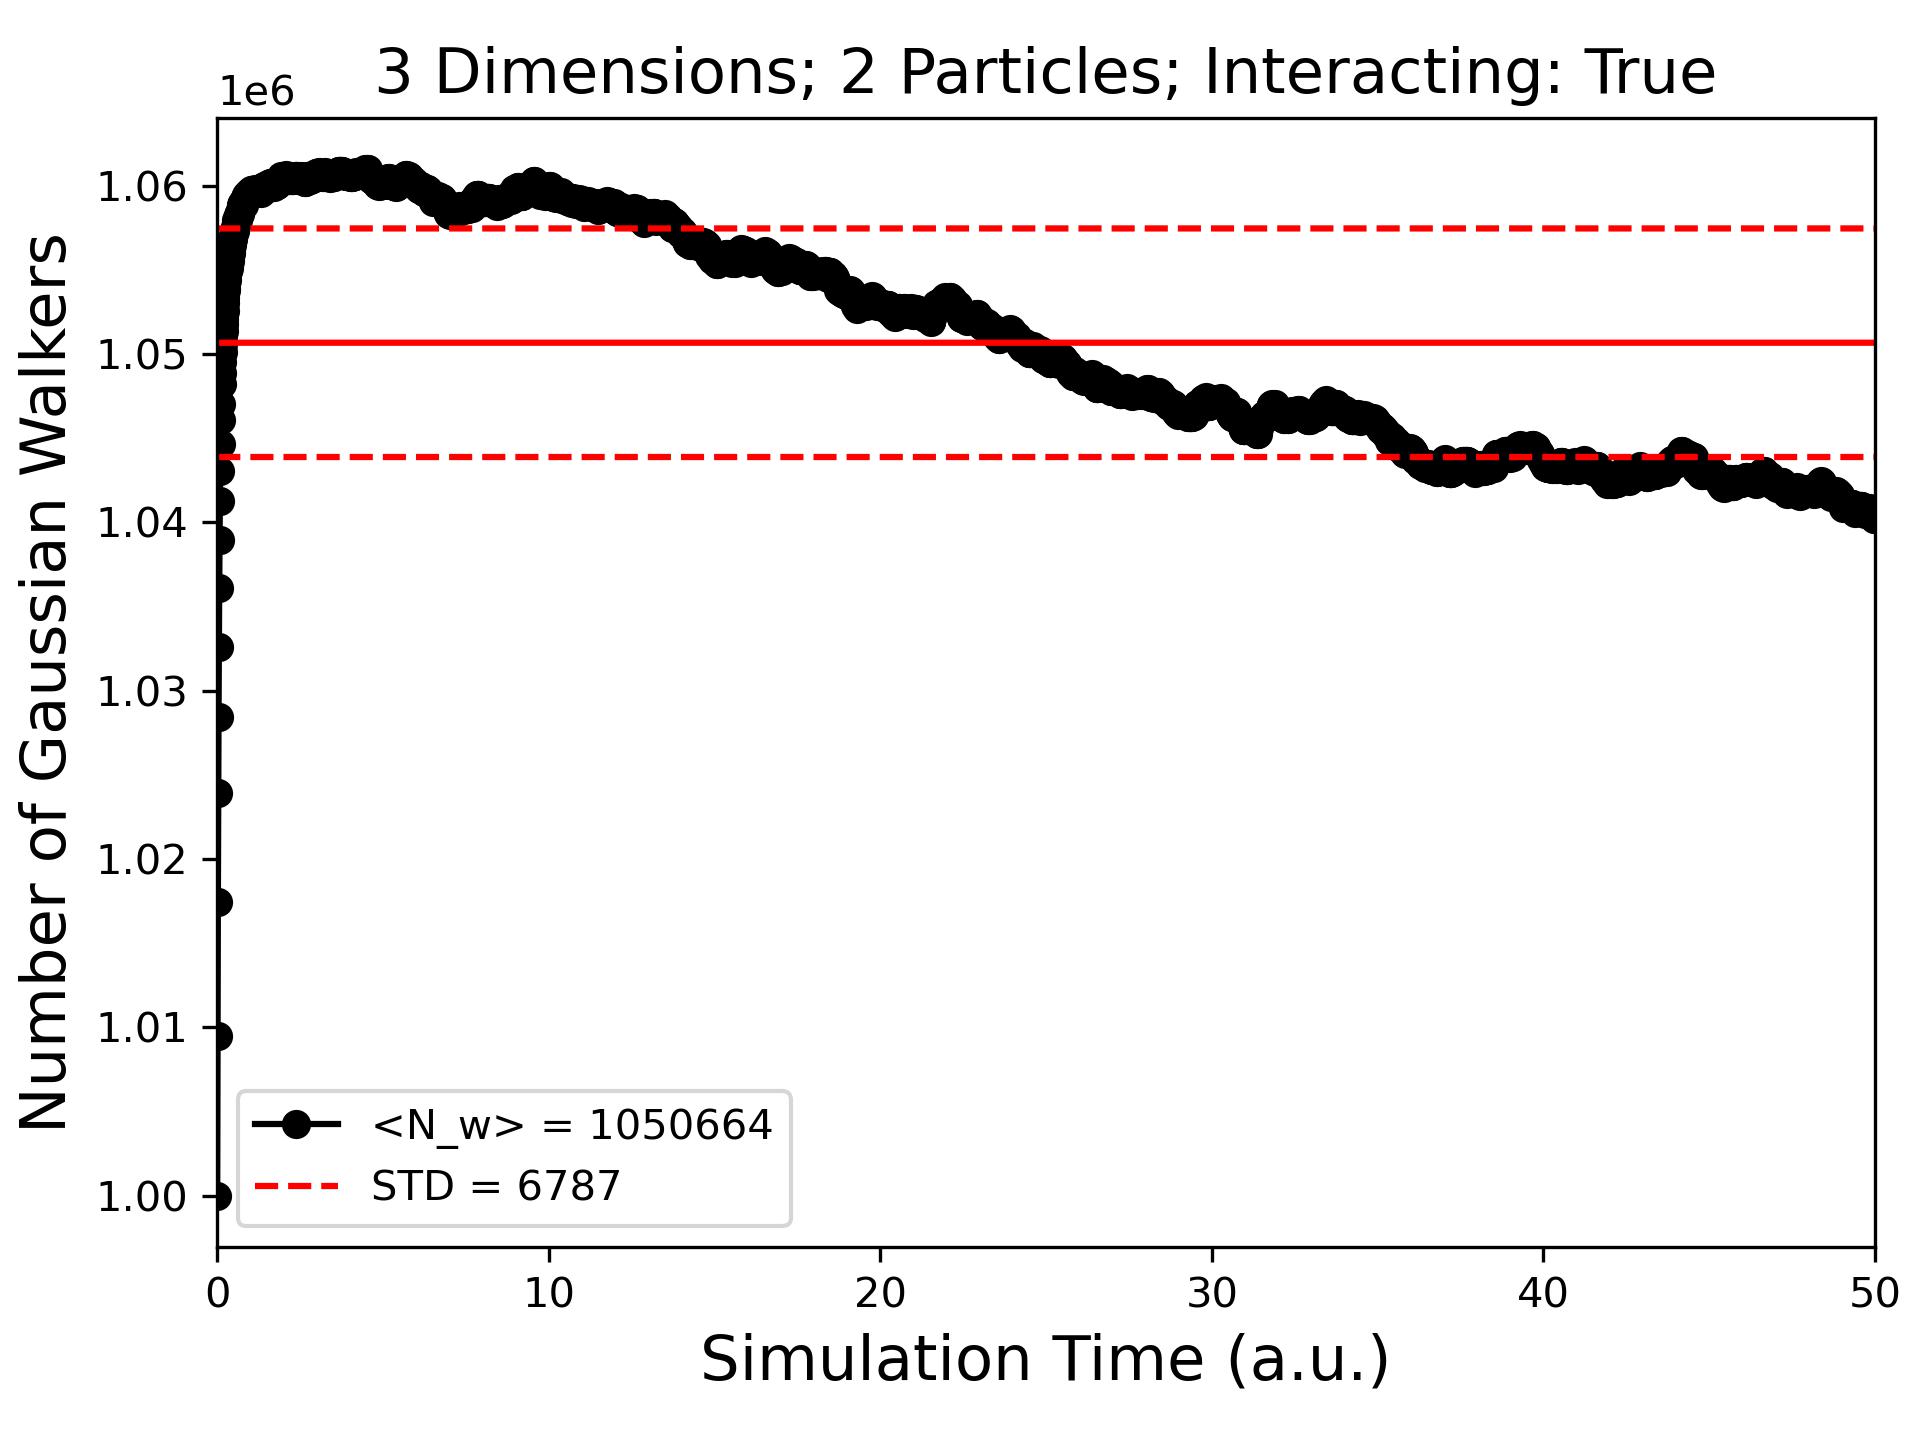 3 Dimensions; 2 Particles; Interacting: True
1e6
Number of Gaussian Walkers
1.06
1.05
1.04
1.03
1.02
1.01
1.00
<N_w> = 1050664
STD = 6787
0 10 20 30 40 50
Simulation Time (a.u.)